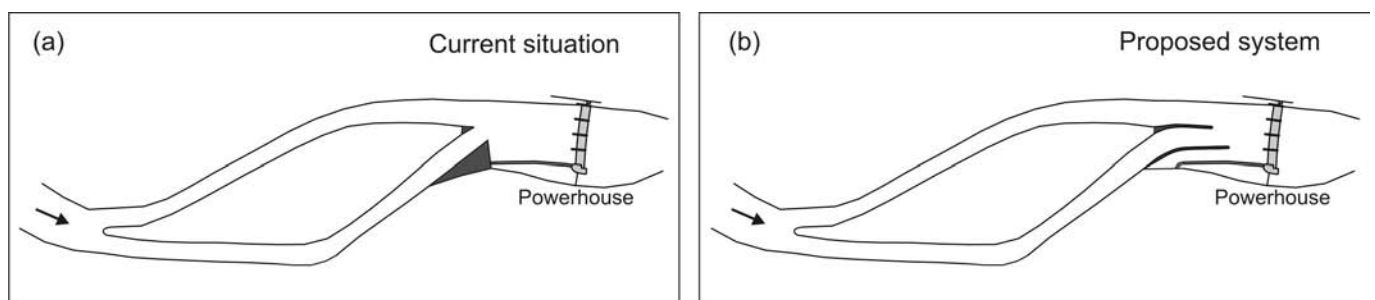 (a)
Current situation
Powerhouse
(b)
Proposed system
Powerhouse